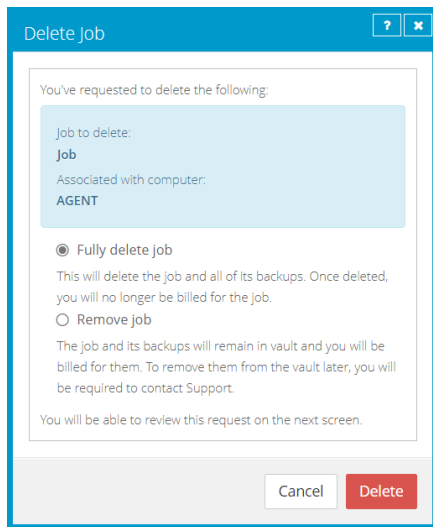 Delete Job
?
×
You've requested to delete the following:
Job to delete:
Job
Associated with computer:
AGENT
Fully delete job
This will delete the job and all of its backups. Once deleted,
you will no longer be billed for the job.
Remove job
The job and its backups will remain in vault and you will be
billed for them. To remove them from the vault later, you will
be required to contact Support.
You will be able to review this request on the next screen.
Cancel
Delete